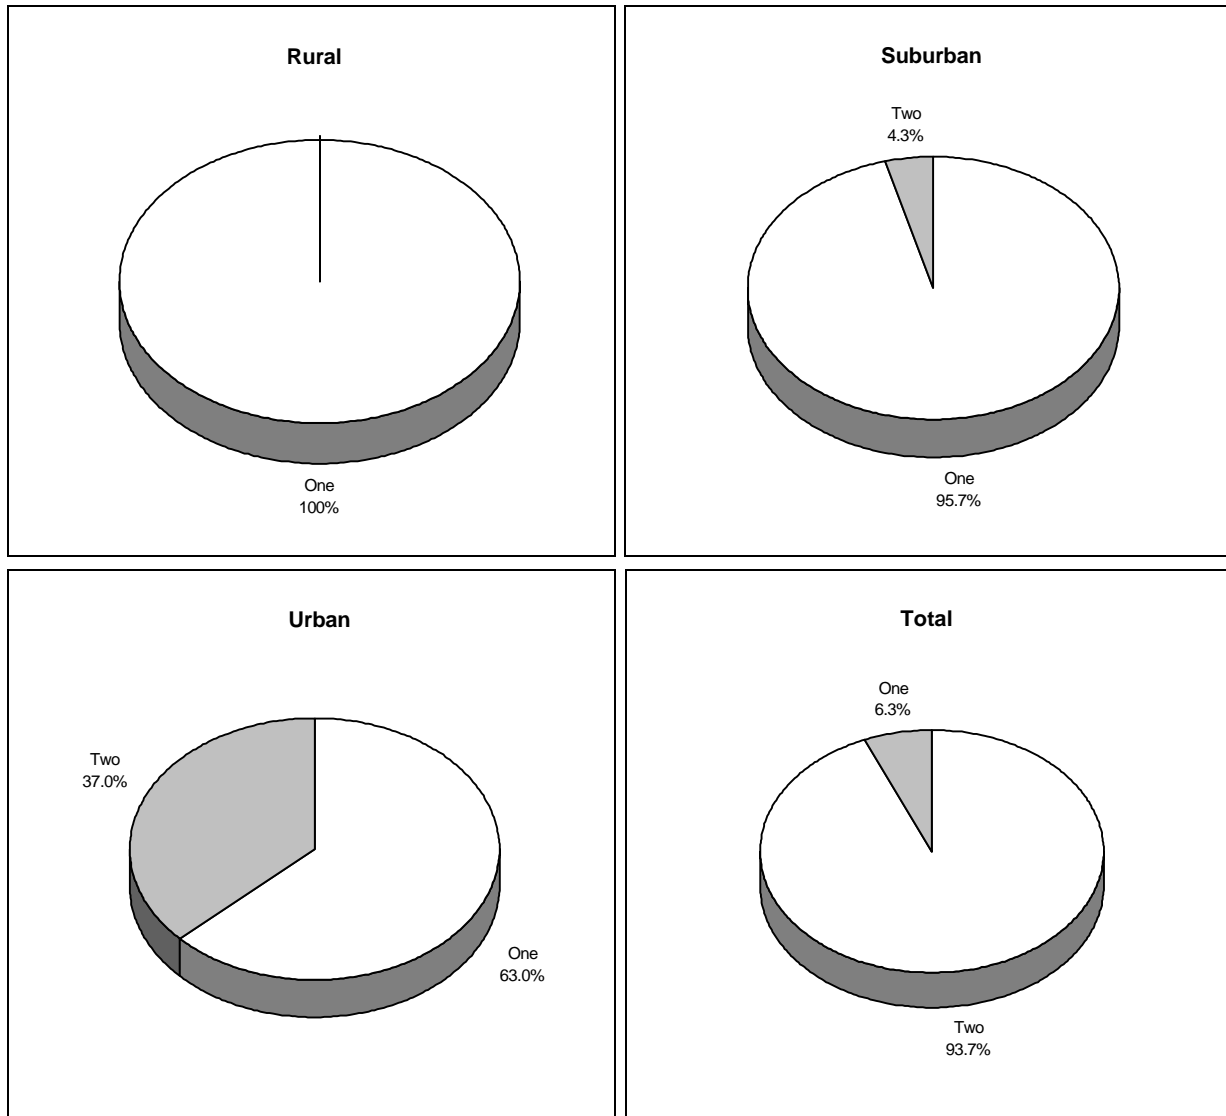 Rural
One
100%
Suburban
Two
4.3%
One
95.7%
Urban
Two
37.0%
One
63.0%
Total
One
6.3%
Two
93.7%